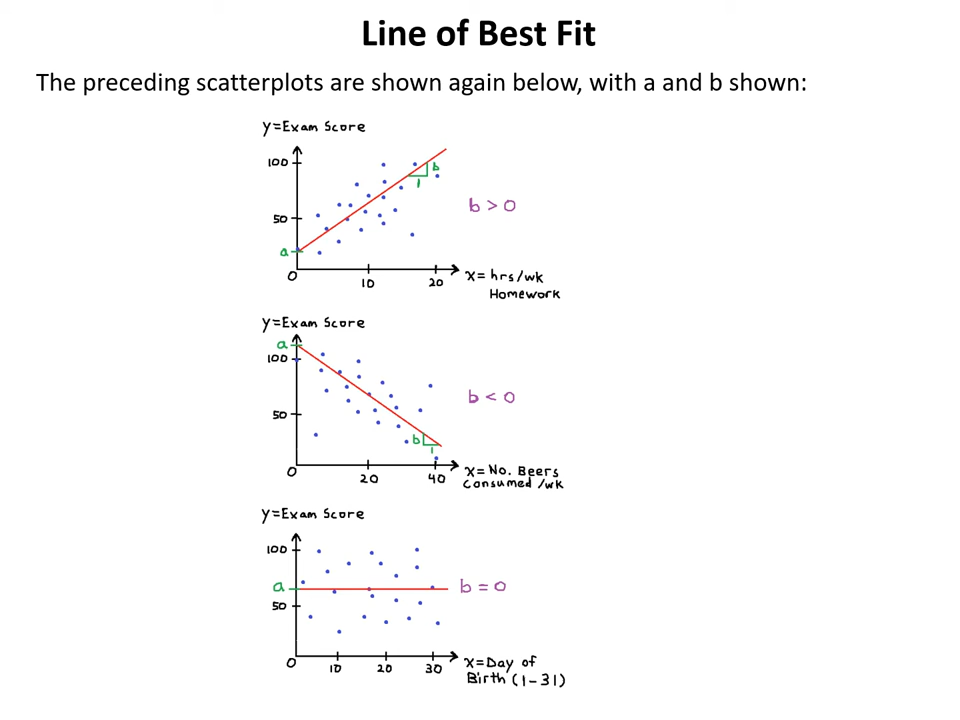 Line of Best Fit
The preceding scatterplots are shown again below, with a and b shown:
y=Exam Score
100
50
a
0
10
20
b
1
b > 0
x= hrs/wk
Homework
y=Exam Score
a
100
50
0
20
40
b
1
b < 0
x=No. Beers
Consumed /wk
y=Exam Score
100
a
50
0
10
20
30
b = 0
x=Day of
Birth (1-31)